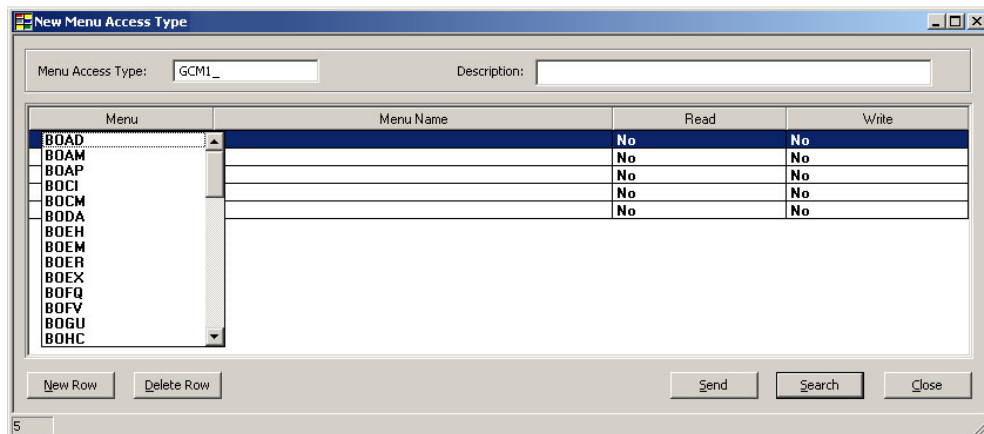 New Menu Access Type
Menu Access Type: GCM1_ Description:
Menu Menu Name Read Write
BOAD No No
BOAM No No
BOAP No No
BOCI No No
BOCM No No
BODA
BOEH
BOEM
BOER
BOEX
BOFQ
BOFV
BOGU
BOHC
New Row Delete Row Send Search Close
5